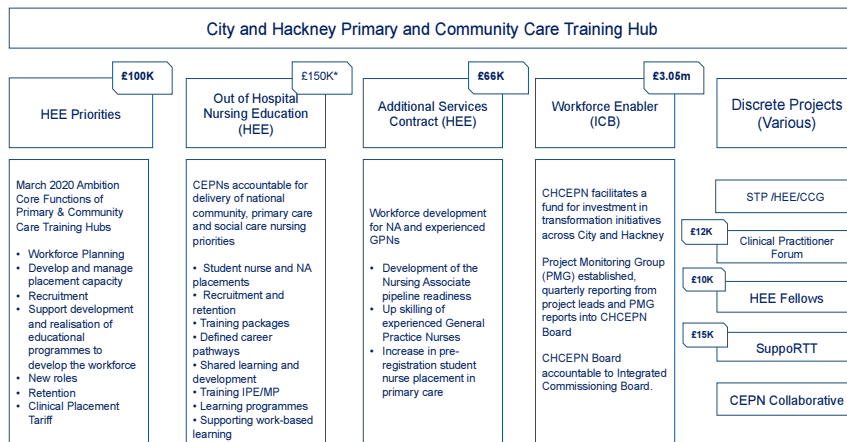 City and Hackney Primary and Community Care Training Hub
£100K
HEE Priorities
March 2020 Ambition
Core Functions of
Primary & Community
Care Training Hubs
• Workforce Planning
• Develop and manage
placement capacity
• Recruitment
• Support development
and realisation of
educational
programmes to
develop the workforce
• New roles
• Retention
• Clinical Placement
Tariff
£150K*
Out of Hospital
Nursing Education
(HEE)
CEPNs accountable for
delivery of national
community, primary care
and social care nursing
priorities
• Student nurse and NA
placements
• Recruitment and
retention
• Training packages
• Defined career
pathways
• Shared learning and
development
• Training IPE/MP
• Learning programmes
• Supporting work-based
learning
£66K
Additional Services
Contract (HEE)
Workforce development
for NA and experienced
GPNs
• Development of the
Nursing Associate
pipeline readiness
• Up skilling of
experienced General
Practice Nurses
• Increase in pre-
registration student
nurse placement in
primary care
£3.05m
Workforce Enabler
(ICB)
CHCEPN facilitates a
fund for investment in
transformation initiatives
across City and Hackney
Project Monitoring Group
(PMG) established,
quarterly reporting from
project leads and PMG
reports into CHCEPN
Board
CHCEPN Board
accountable to Integrated
Commissioning Board.
Discrete Projects
(Various)
STP /HEE/CCG
£12K
Clinical Practitioner
Forum
£10K
HEE Fellows
£15K
SuppoRTT
CEPN Collaborative